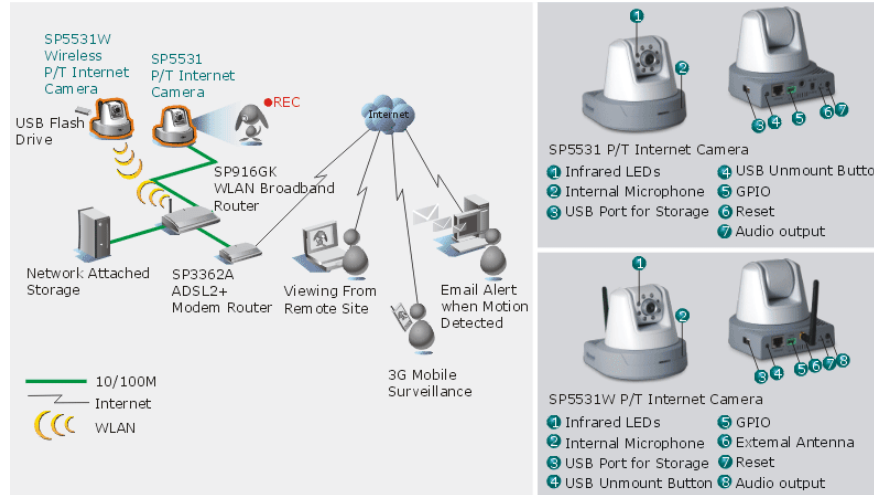 SP5531W
Wireless
P/T Internet
Camera
SP5531
P/T Internet
Camera
USB Flash
Drive
REC
Internet
SP916GK
WLAN Broadband
Router
Network Attached
Storage
SP3362A
ADSL2+
Modem Router
Viewing From
Remote Site
Email Alert
when Motion
Detected
3G Mobile
Surveillance
10/100M
Internet
WLAN
1
2
3 4 5 6 7
SP5531 P/T Internet Camera
1 Infrared LEDs
2 Internal Microphone
3 USB Port for Storage
4 USB Unmount Butto
5 GPIO
6 Reset
7 Audio output
1
2
3 4 5 6 7 8
SP5531W P/T Internet Camera
1 Infrared LEDs
2 Internal Microphone
3 USB Port for Storage
4 USB Unmount Button
5 GPIO
6 External Antenna
7 Reset
8 Audio output